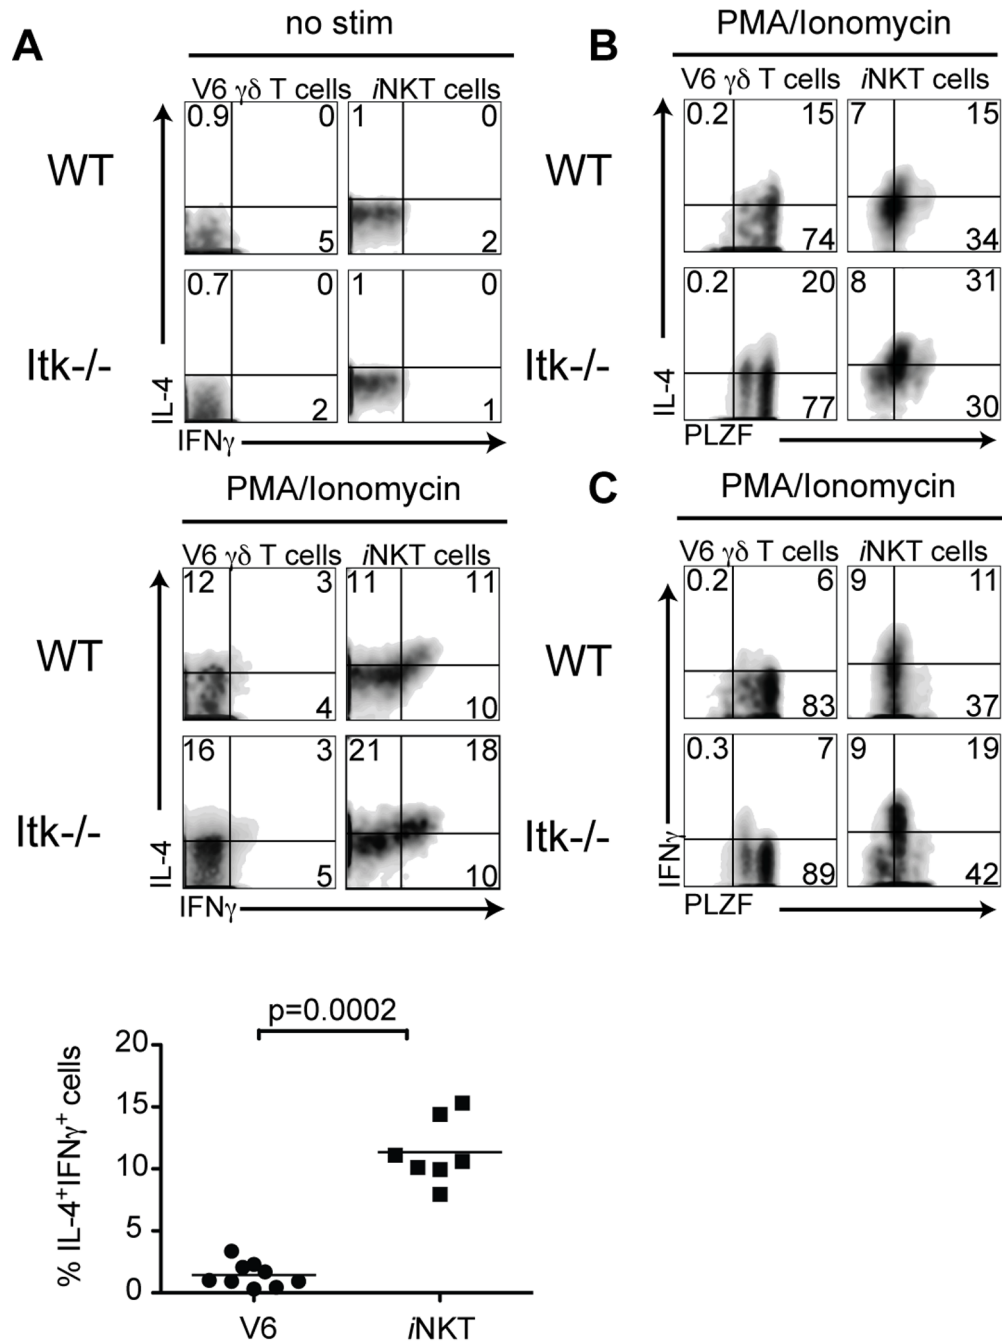 A
no stim
V6 γδ T cells iNKT cells
WT
0.9 0 1 0
5 2
Itk-/-
0.7 0 1 0
2 1
IL-4
IFNγ
PMA/Ionomycin
V6 γδ T cells iNKT cells
WT
12 3 11 11
4 10
Itk-/-
16 3 21 18
5 10
IL-4
IFNγ
B
PMA/Ionomycin
V6 γδ T cells iNKT cells
WT
0.2 15 7 15
74 34
Itk-/-
0.2 20 8 31
77 30
IL-4
PLZF
C
PMA/Ionomycin
V6 γδ T cells iNKT cells
WT
0.2 6 9 11
83 37
Itk-/-
0.3 7 9 19
89 42
IFNγ
PLZF
p=0.0002
% IL-4+IFNγ+ cells
20
15
10
5
0
V6 iNKT